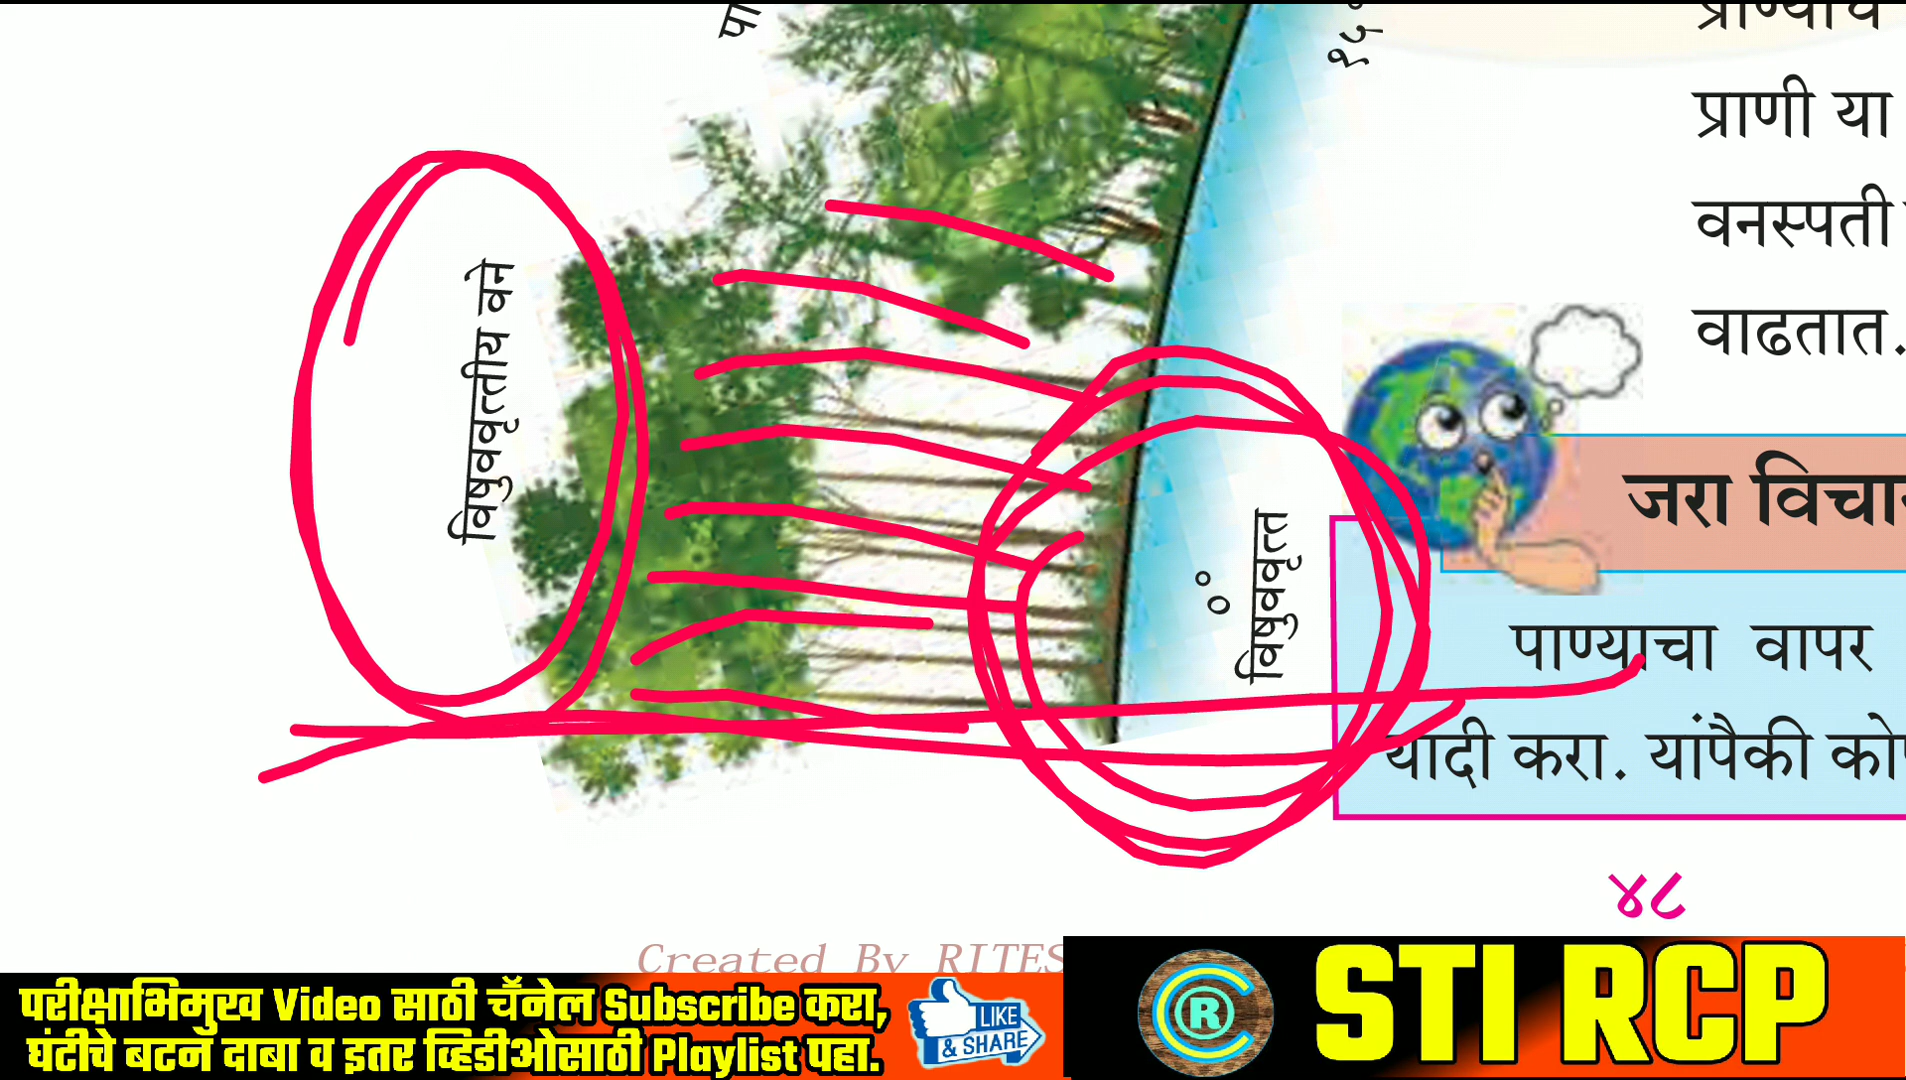 पा
१५°
प्राण्यांचे
प्राणी या
वनस्पती
वाढतात.
विषुववृत्तीय वने
०°
विषुववृत्त
जरा विचार
पाण्याचा वापर
यादी करा. यांपैकी को
४८
Created By RITES
परीक्षाभिमुख Video साठी चॅनेल Subscribe करा,
घंटीचे बटन दाबा व इतर व्हिडीओसाठी Playlist पहा.
LIKE
& SHARE
R
STI RCP